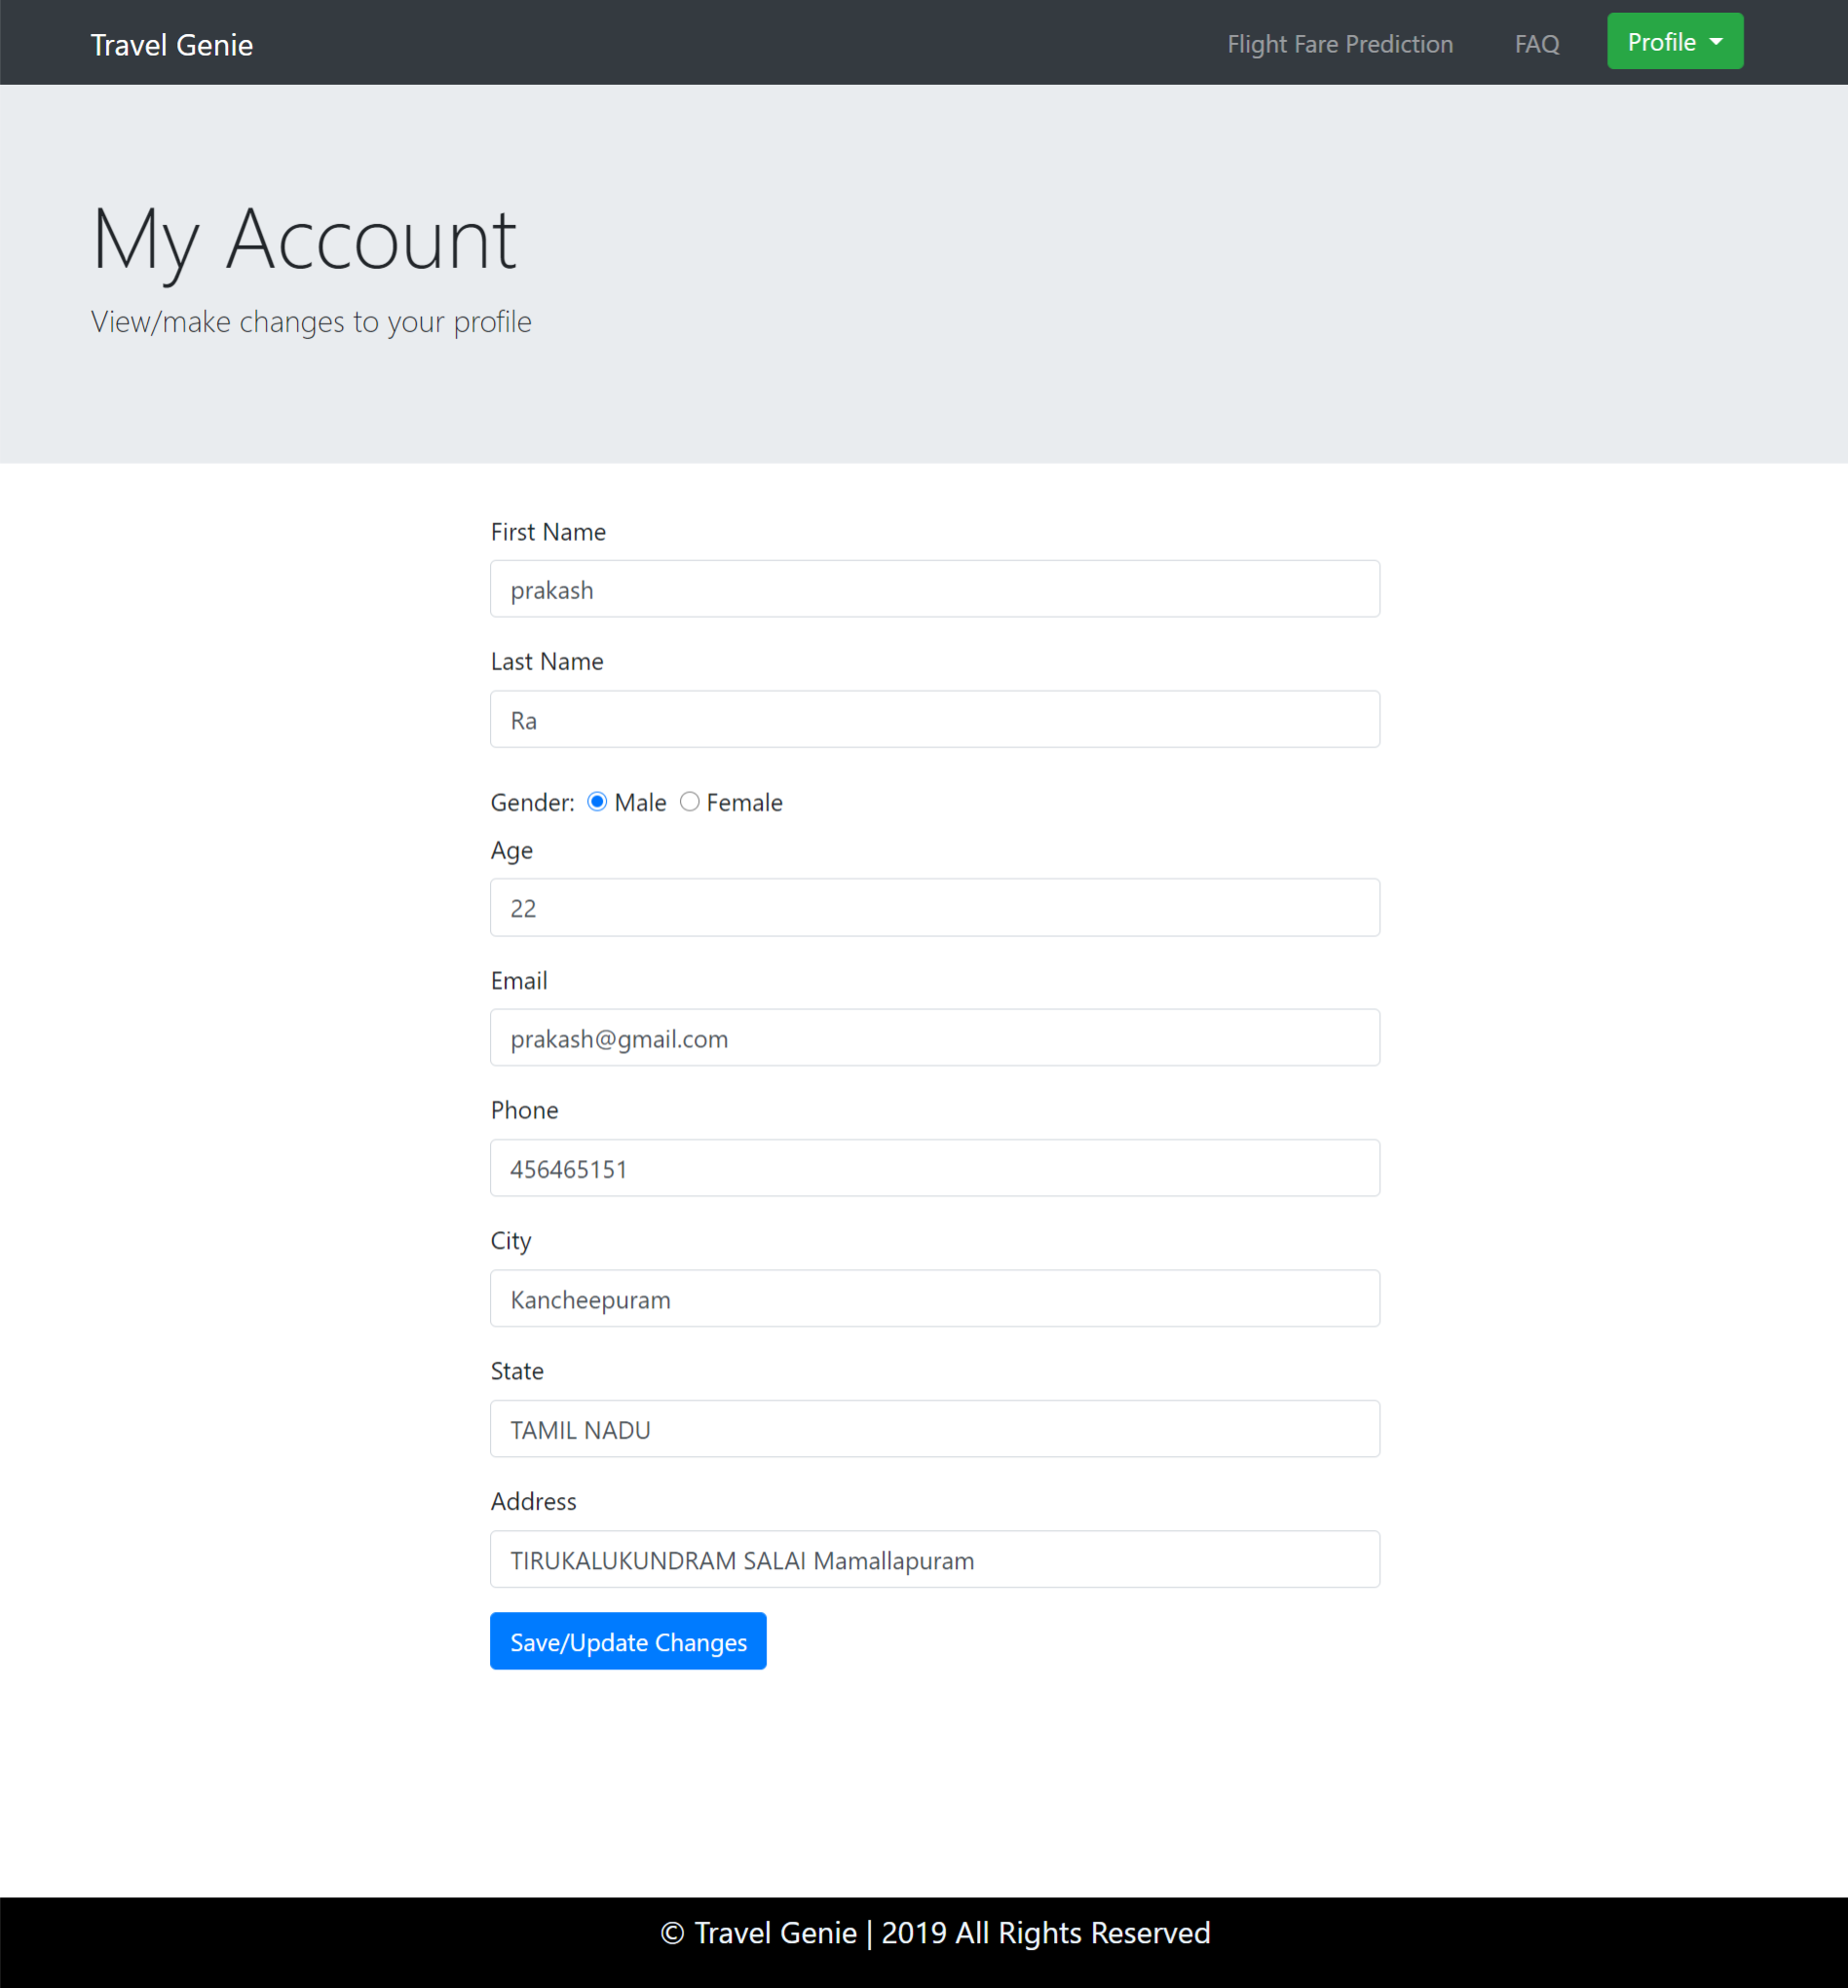 Travel Genie
Flight Fare Prediction FAQ Profile
My Account
View/make changes to your profile
First Name
prakash
Last Name
Ra
Gender: Male Female
Age
22
Email
prakash@gmail.com
Phone
456465151
City
Kancheepuram
State
TAMIL NADU
Address
TIRUKALUKUNDRAM SALAI Mamallapuram
Save/Update Changes
© Travel Genie | 2019 All Rights Reserved